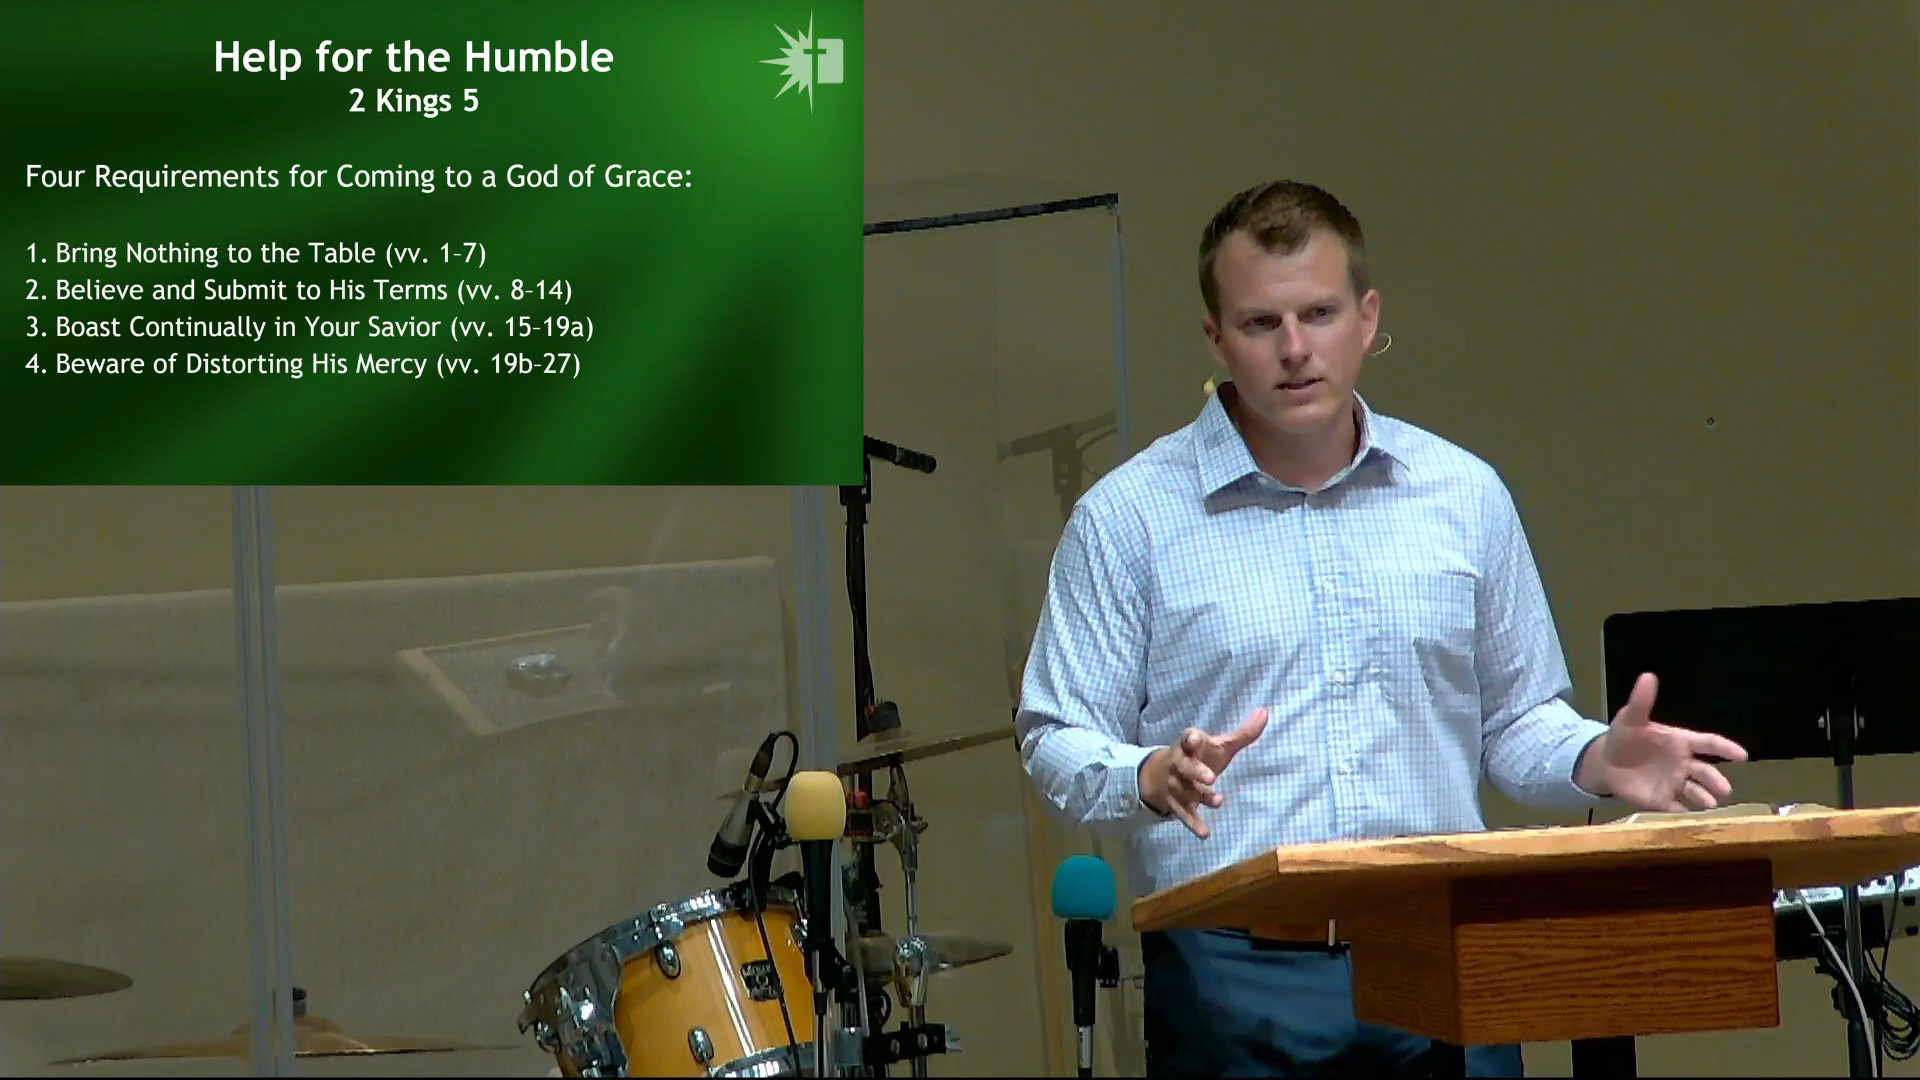 Help for the Humble
2 Kings 5
Four Requirements for Coming to a God of Grace:
1. Bring Nothing to the Table (vv. 1–7)
2. Believe and Submit to His Terms (vv. 8–14)
3. Boast Continually in Your Savior (vv. 15–19a)
4. Beware of Distorting His Mercy (vv. 19b–27)